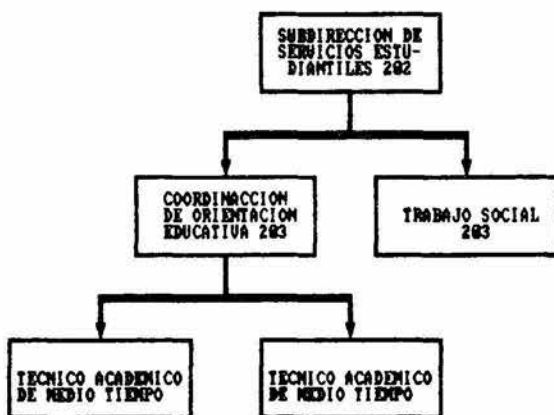 SUBDIRECCION DE
SERVICIOS ESTU-
DIANTILES 202
COORDINACCION
DE ORIENTACION
EDUCATIVA 203
TRABAJO SOCIAL
203
TECNICO ACADEMICO
DE MEDIO TIEMPO
TECNICO ACADEMICO
DE MEDIO TIEMPO